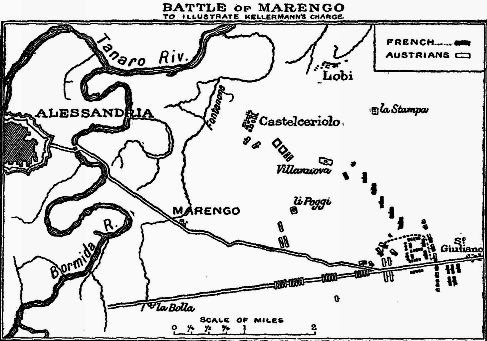 BATTLE OF MARENGO
TO ILLUSTRATE KELLERMANN'S CHARGE.
FRENCH
AUSTRIANS
Tanaro Riv.
Lobi
ALESSANDRIA
Fontanone
la Stampa
Castelceriolo
Villanuova
li Poggi
MARENGO
Bormida R.
St
Giuliano
la Bolla
SCALE OF MILES
0 ¼ ½ ¾ 1 2